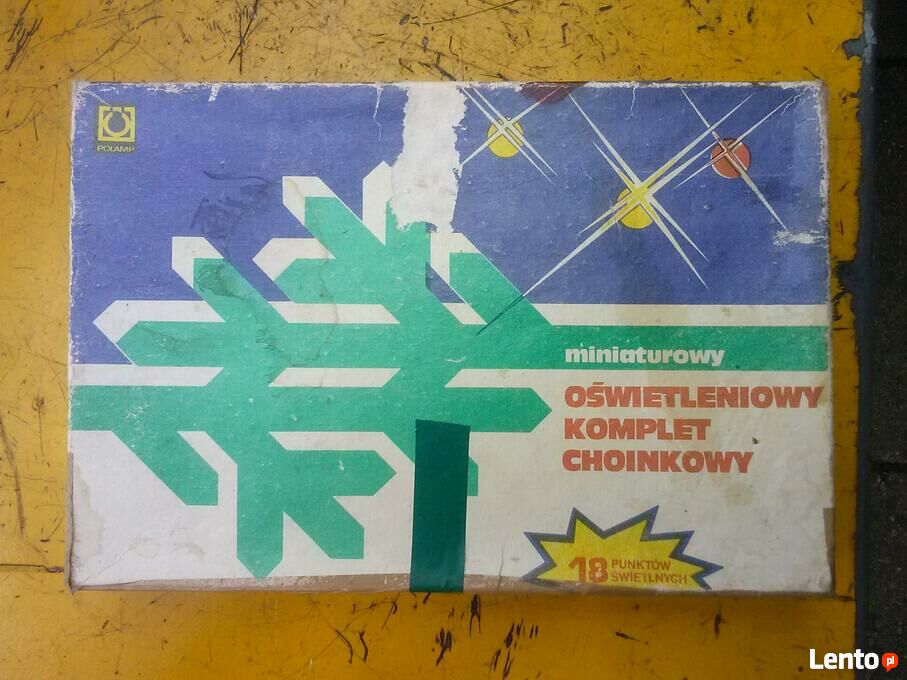 POLAMP
miniaturowy
OŚWIETLENIOWY
KOMPLET
CHOINKOWY
18 PUNKTÓW
ŚWIETLNYCH
Lento pl